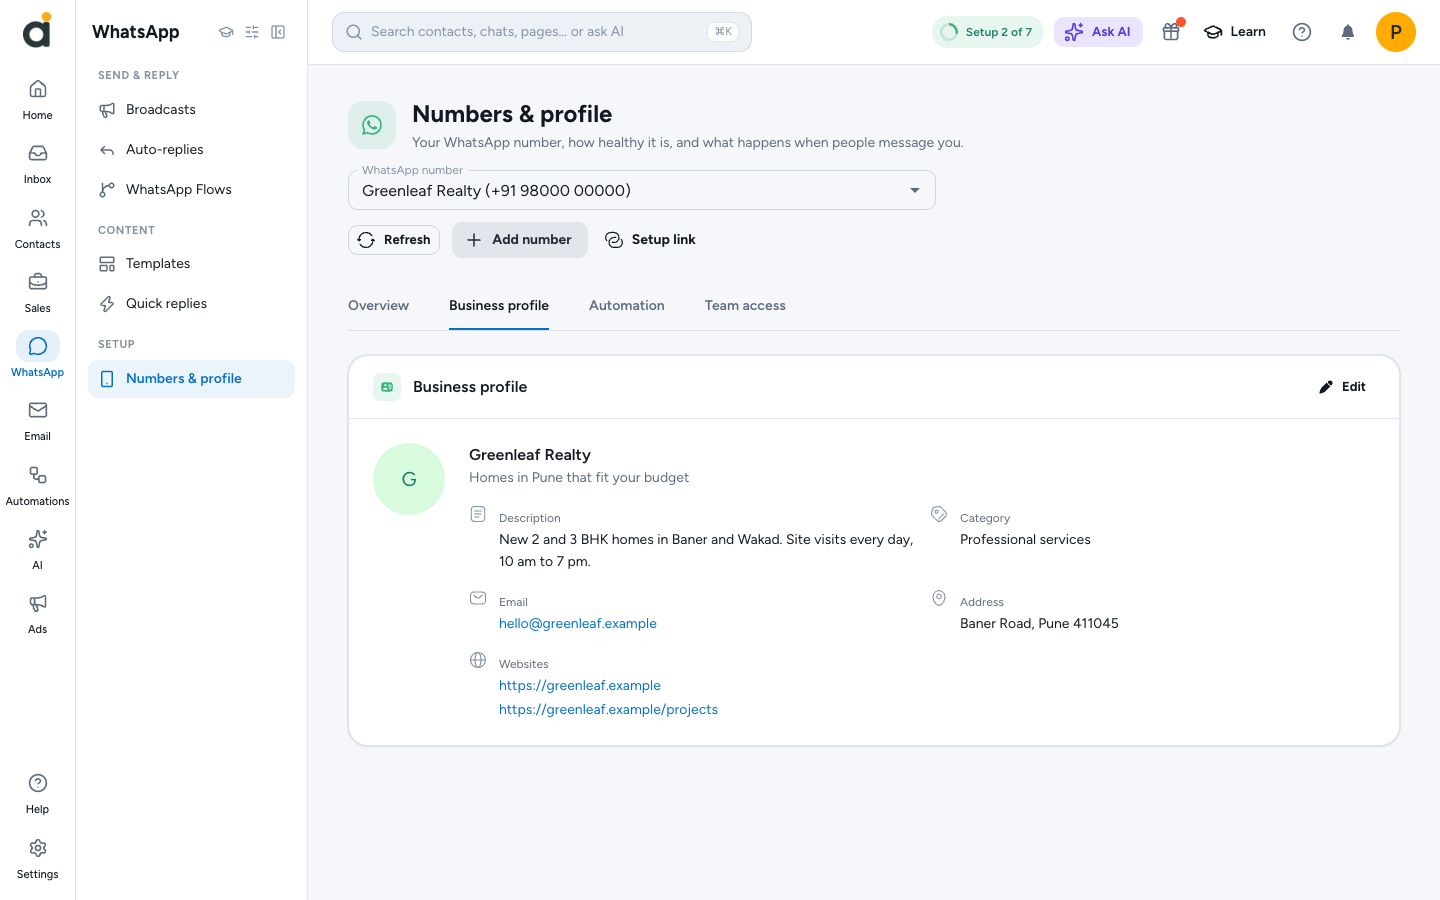 WhatsApp
Search contacts, chats, pages... or ask AI
⌘K
Setup 2 of 7
Ask AI
Learn
P
Home
Inbox
Contacts
Sales
WhatsApp
Email
Automations
AI
Ads
Help
Settings
SEND & REPLY
Broadcasts
Auto-replies
WhatsApp Flows
CONTENT
Templates
Quick replies
SETUP
Numbers & profile
Numbers & profile
Your WhatsApp number, how healthy it is, and what happens when people message you.
WhatsApp number
Greenleaf Realty (+91 98000 00000)
Refresh
Add number
Setup link
Overview
Business profile
Automation
Team access
Business profile
Edit
G
Greenleaf Realty
Homes in Pune that fit your budget
Description
New 2 and 3 BHK homes in Baner and Wakad. Site visits every day,
10 am to 7 pm.
Category
Professional services
Email
hello@greenleaf.example
Address
Baner Road, Pune 411045
Websites
https://greenleaf.example
https://greenleaf.example/projects